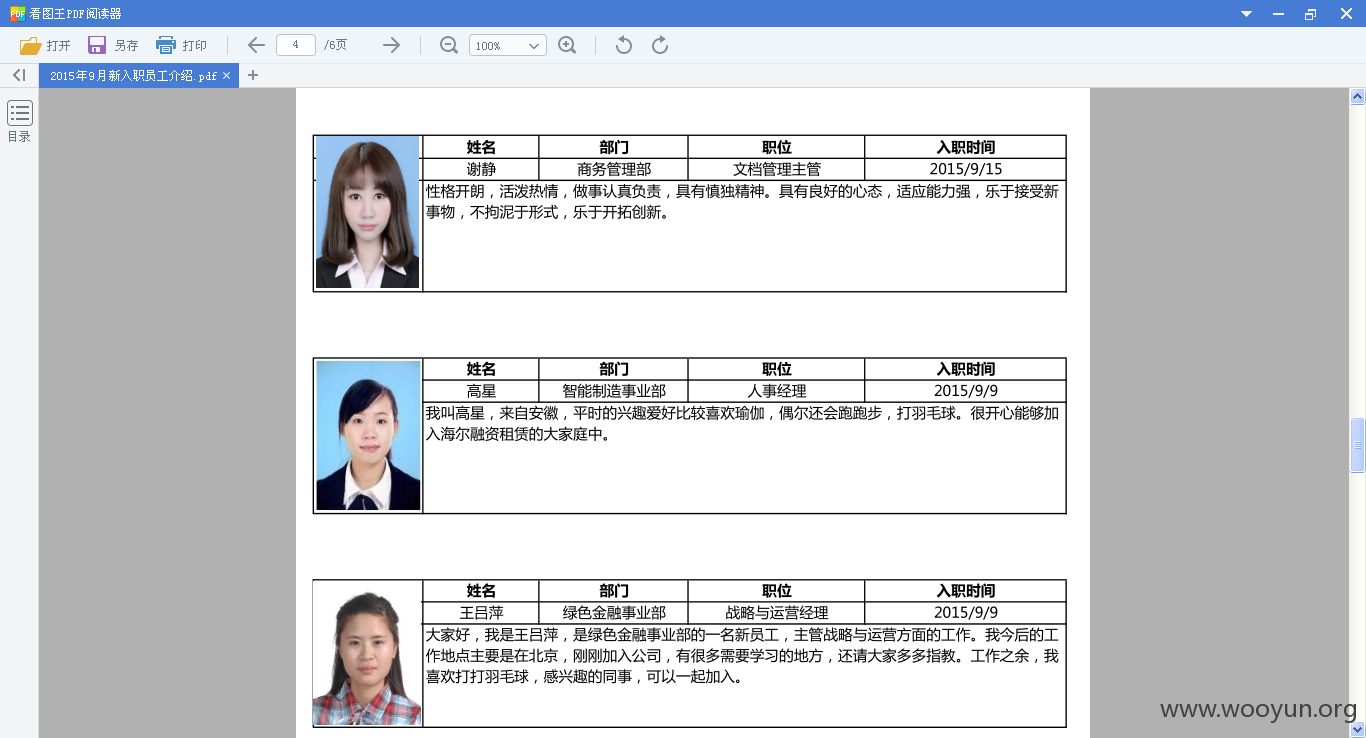 看图王PDF阅读器
打开 另存 打印 4 /6页 100%
2015年9月新入职员工介绍.pdf
目录
姓名 部门 职位 入职时间
谢静 商务管理部 文档管理主管 2015/9/15
性格开朗，活泼热情，做事认真负责，具有慎独精神。具有良好的心态，适应能力强，乐于接受新
事物，不拘泥于形式，乐于开拓创新。
姓名 部门 职位 入职时间
高星 智能制造事业部 人事经理 2015/9/9
我叫高星，来自安徽，平时的兴趣爱好比较喜欢瑜伽，偶尔还会跑跑步，打羽毛球。很开心能够加
入海尔融资租赁的大家庭中。
姓名 部门 职位 入职时间
王吕萍 绿色金融事业部 战略与运营经理 2015/9/9
大家好，我是王吕萍，是绿色金融事业部的一名新员工，主管战略与运营方面的工作。我今后的工
作地点主要是在北京，刚刚加入公司，有很多需要学习的地方，还请大家多多指教。工作之余，我
喜欢打打羽毛球，感兴趣的同事，可以一起加入。
www.wooyun.org